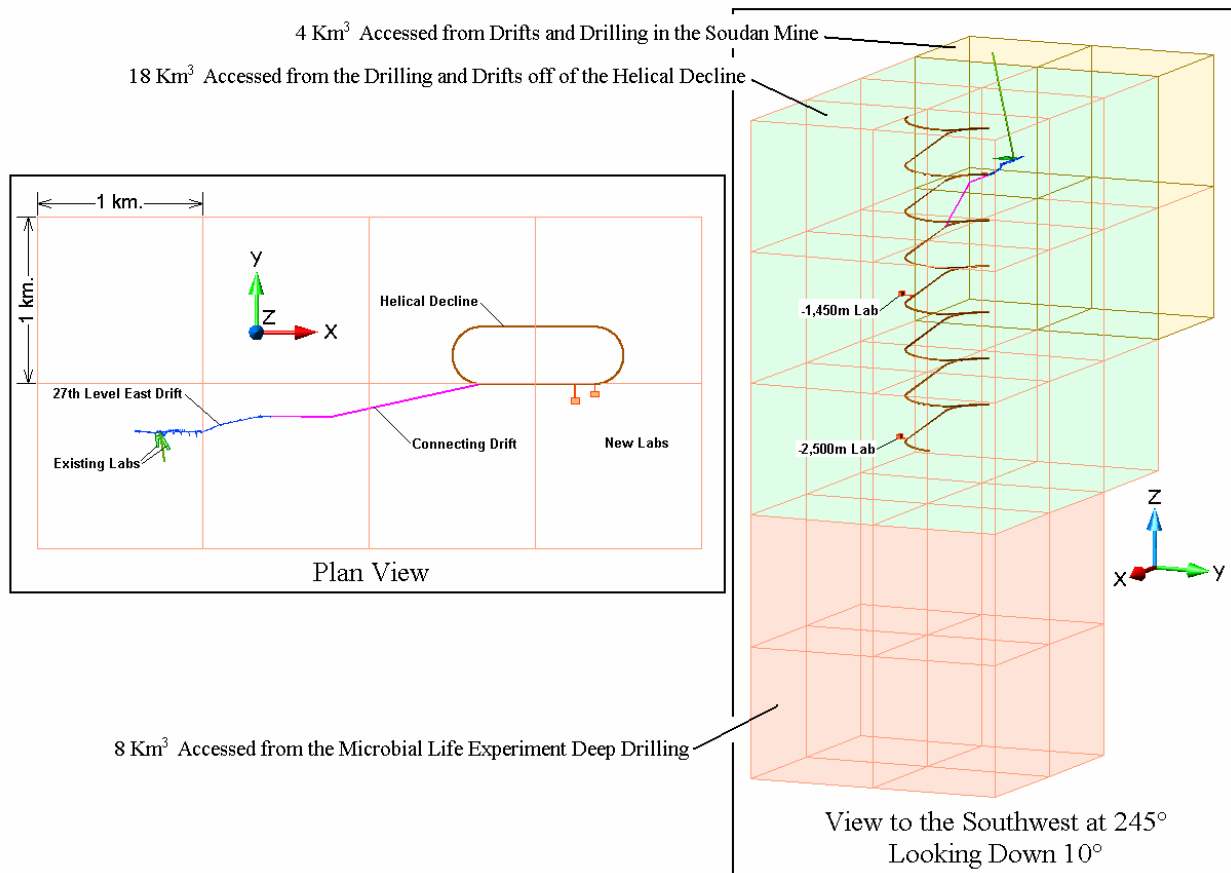 4 Km³ Accessed from Drifts and Drilling in the Soudan Mine
18 Km³ Accessed from the Drilling and Drifts off of the Helical Decline
1 km.
1 km.
Y
Z
X
Helical Decline
27th Level East Drift
Existing Labs
Connecting Drift
New Labs
Plan View
-1,450m Lab
-2,500m Lab
Z
X
Y
8 Km³ Accessed from the Microbial Life Experiment Deep Drilling
View to the Southwest at 245°
Looking Down 10°